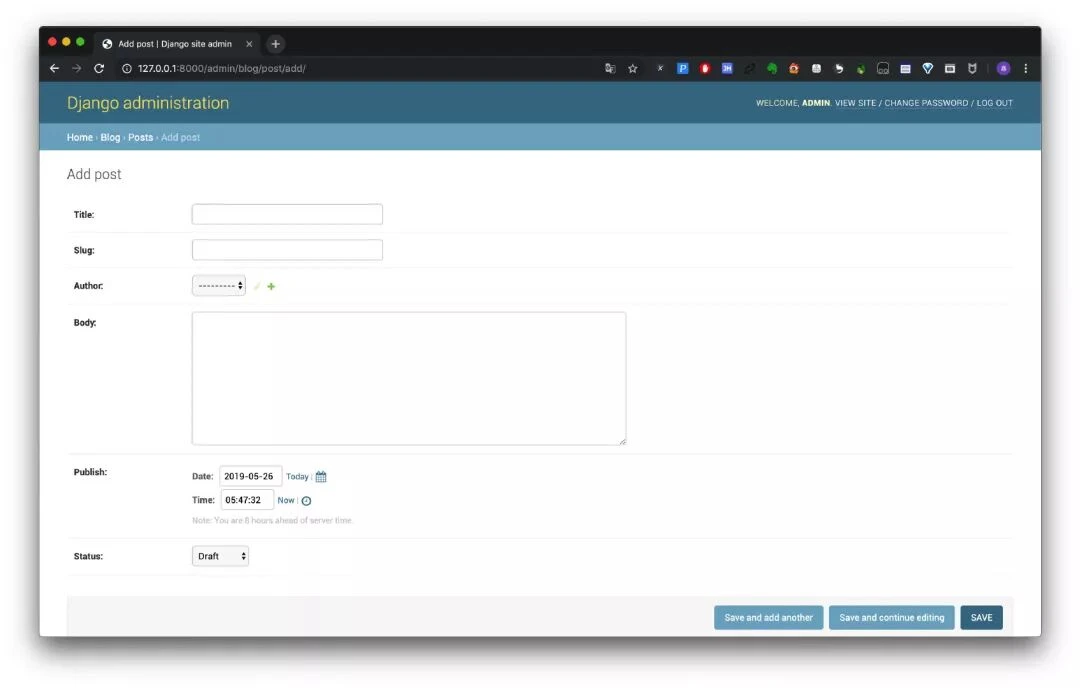 Add post | Django site admin
127.0.0.1:8000/admin/blog/post/add/
Django administration
WELCOME, ADMIN. VIEW SITE / CHANGE PASSWORD / LOG OUT
Home › Blog › Posts › Add post
Add post
Title:
Slug:
Author: ---------
Body:
Publish:
Date: 2019-05-26 Today |
Time: 05:47:32 Now |
Note: You are 8 hours ahead of server time.
Status: Draft
Save and add another Save and continue editing SAVE